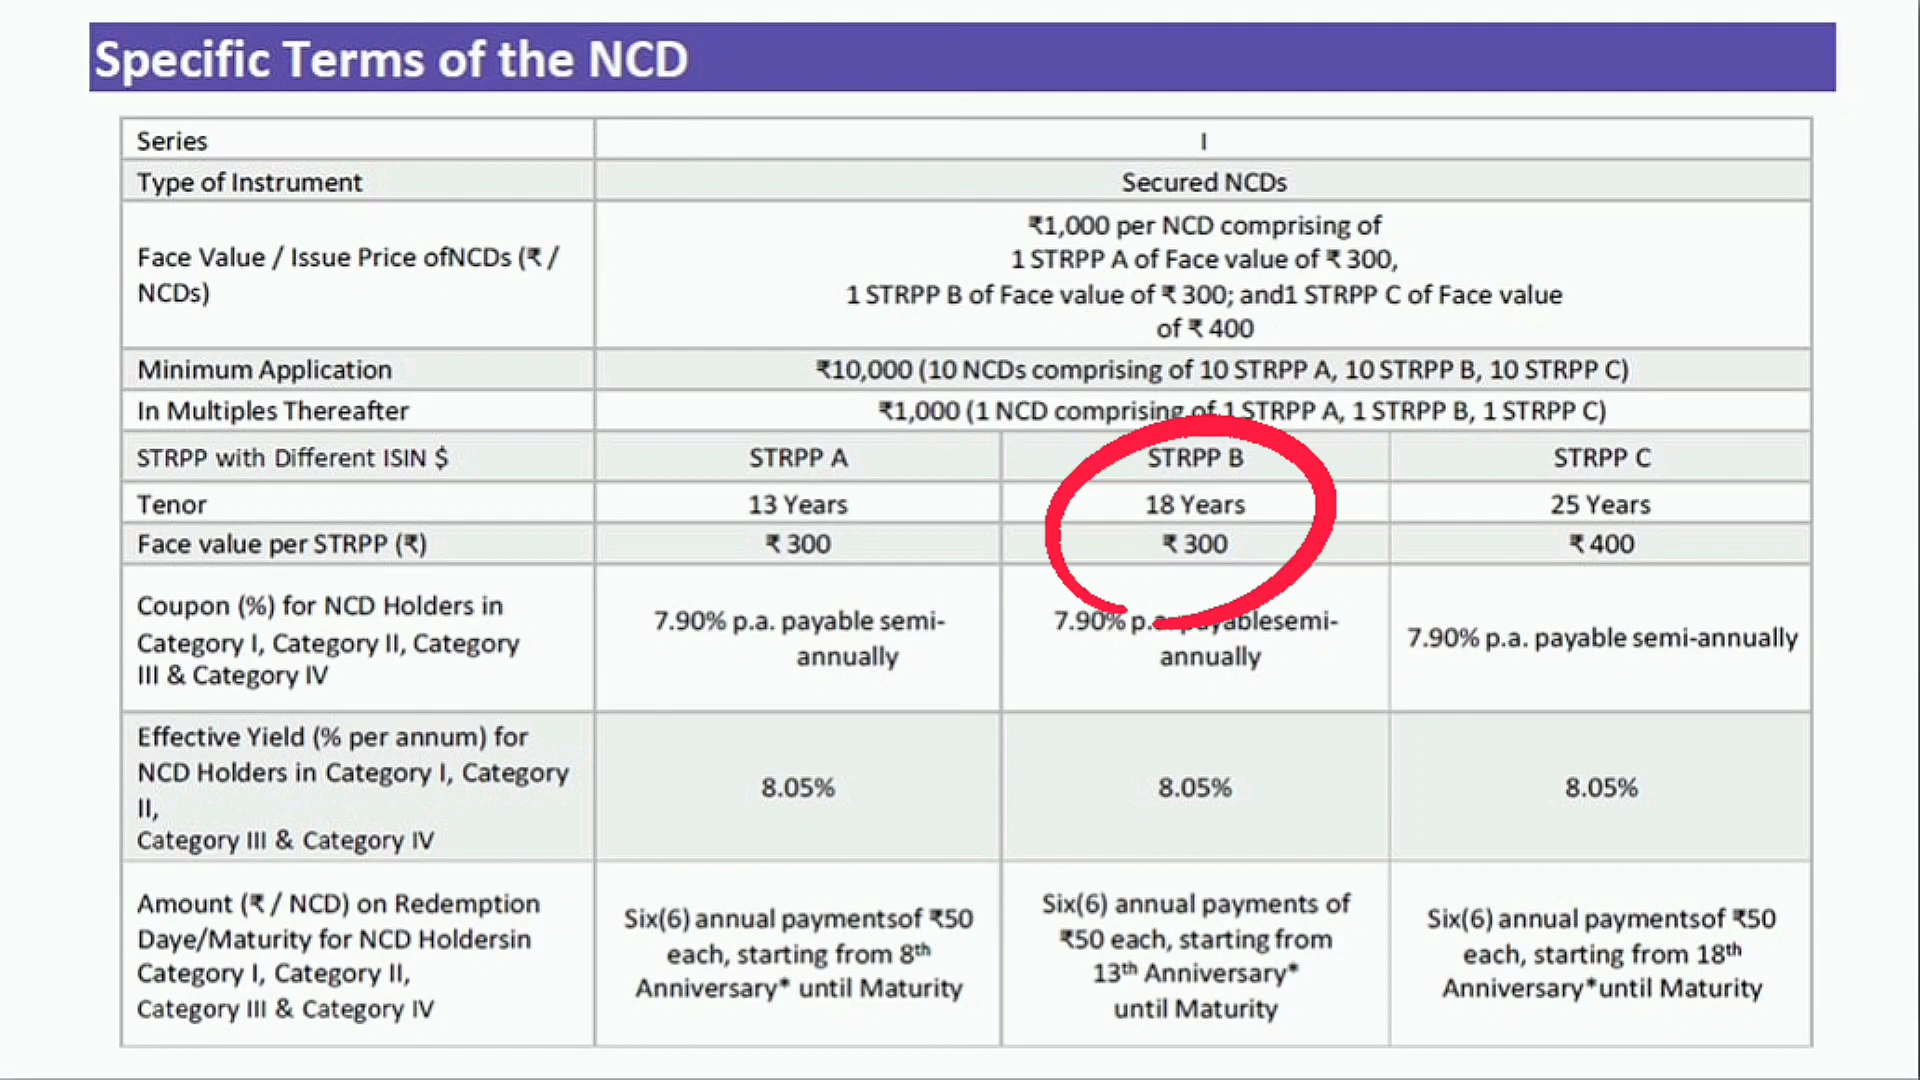 Specific Terms of the NCD
Series
I
Type of Instrument
Secured NCDs
Face Value / Issue Price ofNCDs (₹ /
NCDs)
₹1,000 per NCD comprising of
1 STRPP A of Face value of ₹ 300,
1 STRPP B of Face value of ₹ 300; and1 STRPP C of Face value
of ₹ 400
Minimum Application
₹10,000 (10 NCDs comprising of 10 STRPP A, 10 STRPP B, 10 STRPP C)
In Multiples Thereafter
₹1,000 (1 NCD comprising of 1 STRPP A, 1 STRPP B, 1 STRPP C)
STRPP with Different ISIN $
STRPP A
STRPP B
STRPP C
Tenor
13 Years
18 Years
25 Years
Face value per STRPP (₹)
₹ 300
₹ 300
₹ 400
Coupon (%) for NCD Holders in
Category I, Category II, Category
III & Category IV
7.90% p.a. payable semi-
annually
7.90% p.a. payablesemi-
annually
7.90% p.a. payable semi-annually
Effective Yield (% per annum) for
NCD Holders in Category I, Category
II,
Category III & Category IV
8.05%
8.05%
8.05%
Amount (₹ / NCD) on Redemption
Daye/Maturity for NCD Holdersin
Category I, Category II,
Category III & Category IV
Six(6) annual paymentsof ₹50
each, starting from 8th
Anniversary* until Maturity
Six(6) annual payments of
₹50 each, starting from
13th Anniversary*
until Maturity
Six(6) annual paymentsof ₹50
each, starting from 18th
Anniversary*until Maturity